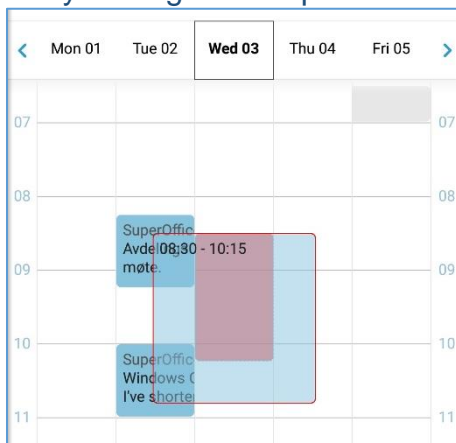 Mon 01 Tue 02 Wed 03 Thu 04 Fri 05
07 07
08 08
SuperOffic
Avdelings 08:30 - 10:15
møte.
09 09
10 10
SuperOffic
Windows
I've shorte
11 11